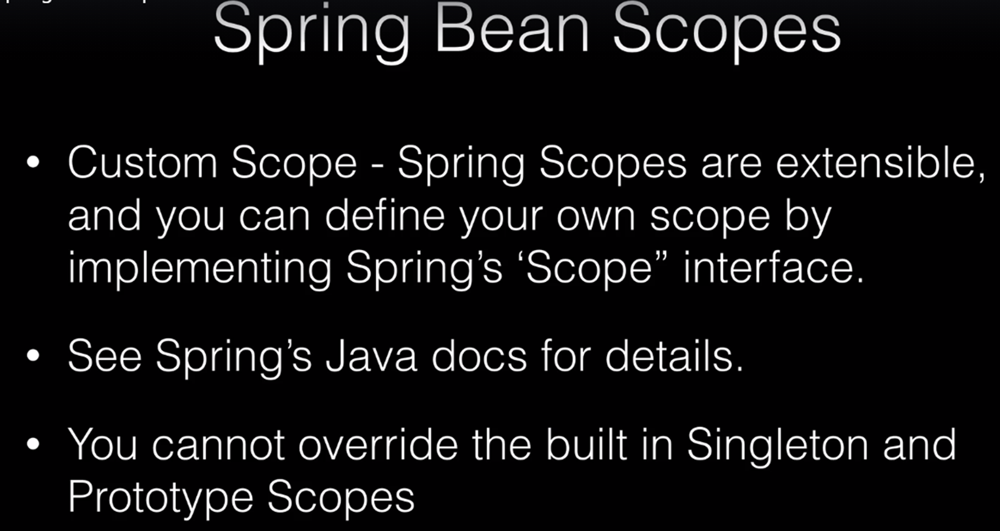 Spring Bean Scopes
• Custom Scope - Spring Scopes are extensible,
and you can define your own scope by
implementing Spring’s ‘Scope” interface.
• See Spring’s Java docs for details.
• You cannot override the built in Singleton and
Prototype Scopes